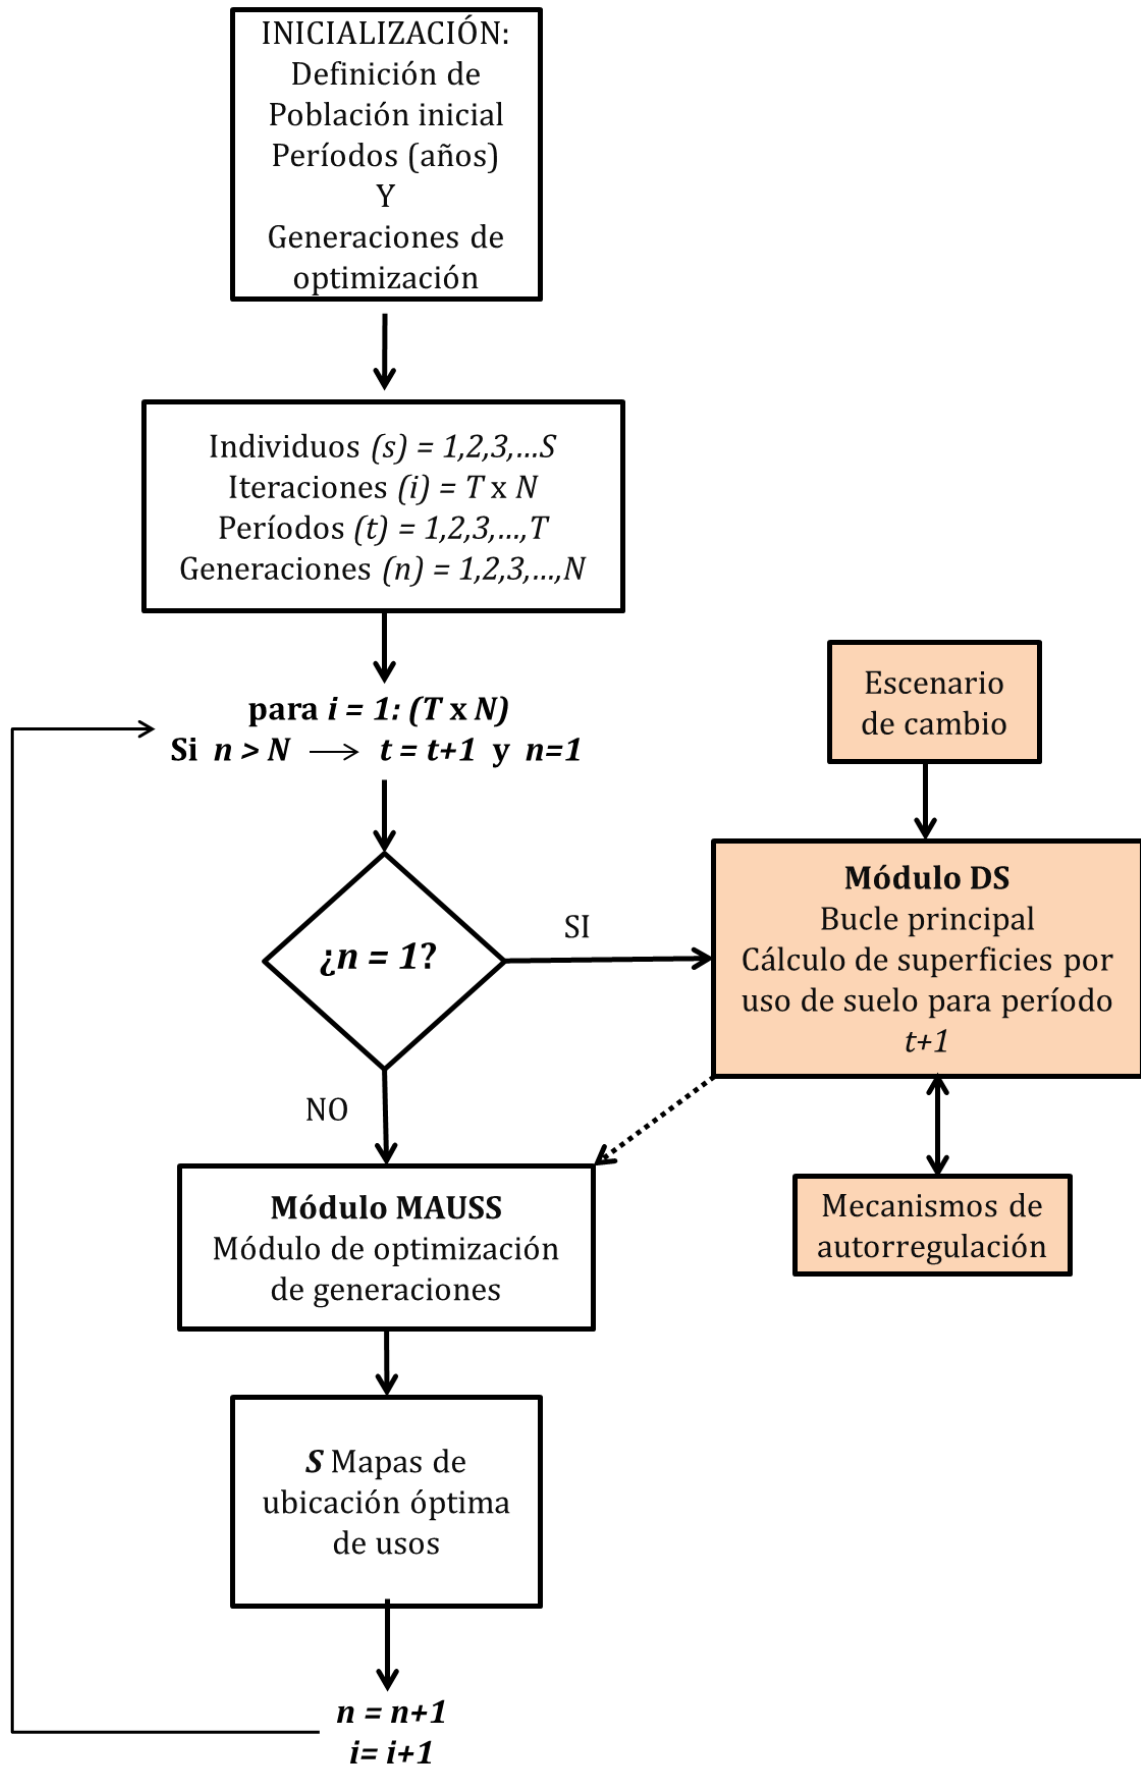 INICIALIZACIÓN:
Definición de
Población inicial
Períodos (años)
Y
Generaciones de
optimización
Individuos (s) = 1,2,3,...S
Iteraciones (i) = T x N
Períodos (t) = 1,2,3,...,T
Generaciones (n) = 1,2,3,...,N
para i = 1: (T x N)
Si n > N → t = t+1 y n=1
¿n = 1?
SI
NO
Escenario
de cambio
Módulo DS
Bucle principal
Cálculo de superficies por
uso de suelo para período
t+1
Mecanismos de
autorregulación
Módulo MAUSS
Módulo de optimización
de generaciones
S Mapas de
ubicación óptima
de usos
n = n+1
i= i+1